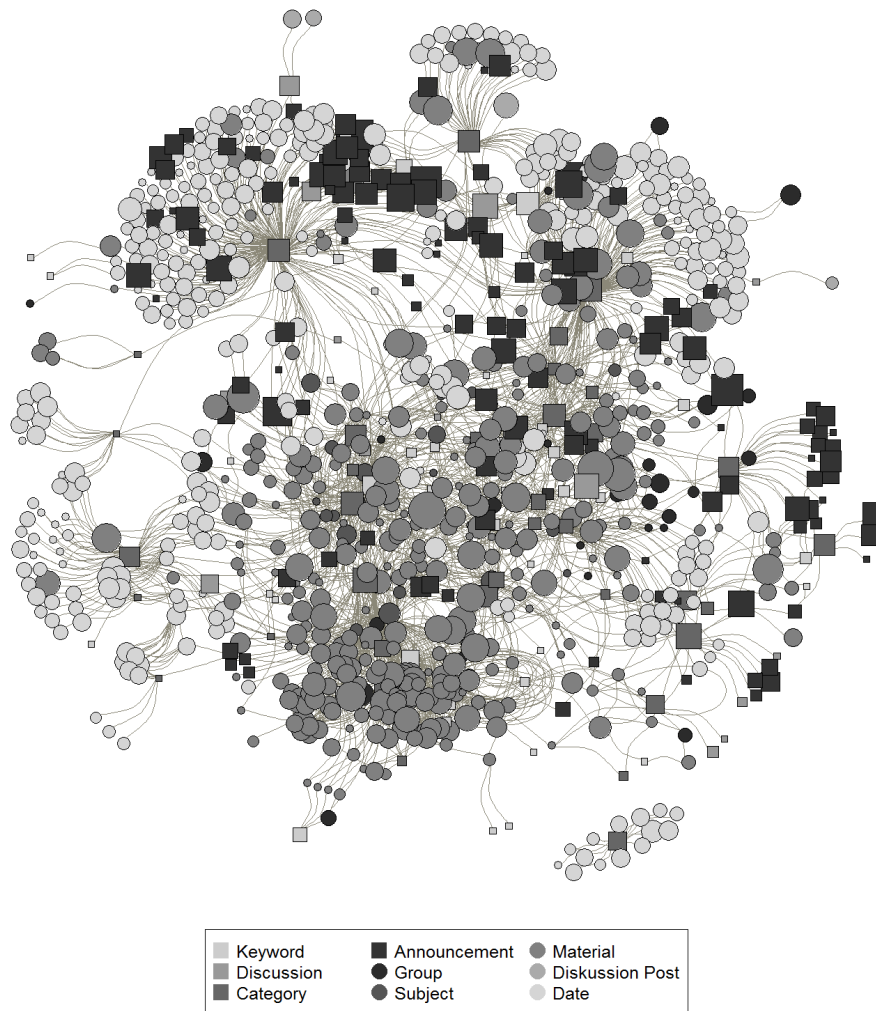 Keyword
Announcement
Material
Discussion
Group
Diskussion Post
Category
Subject
Date